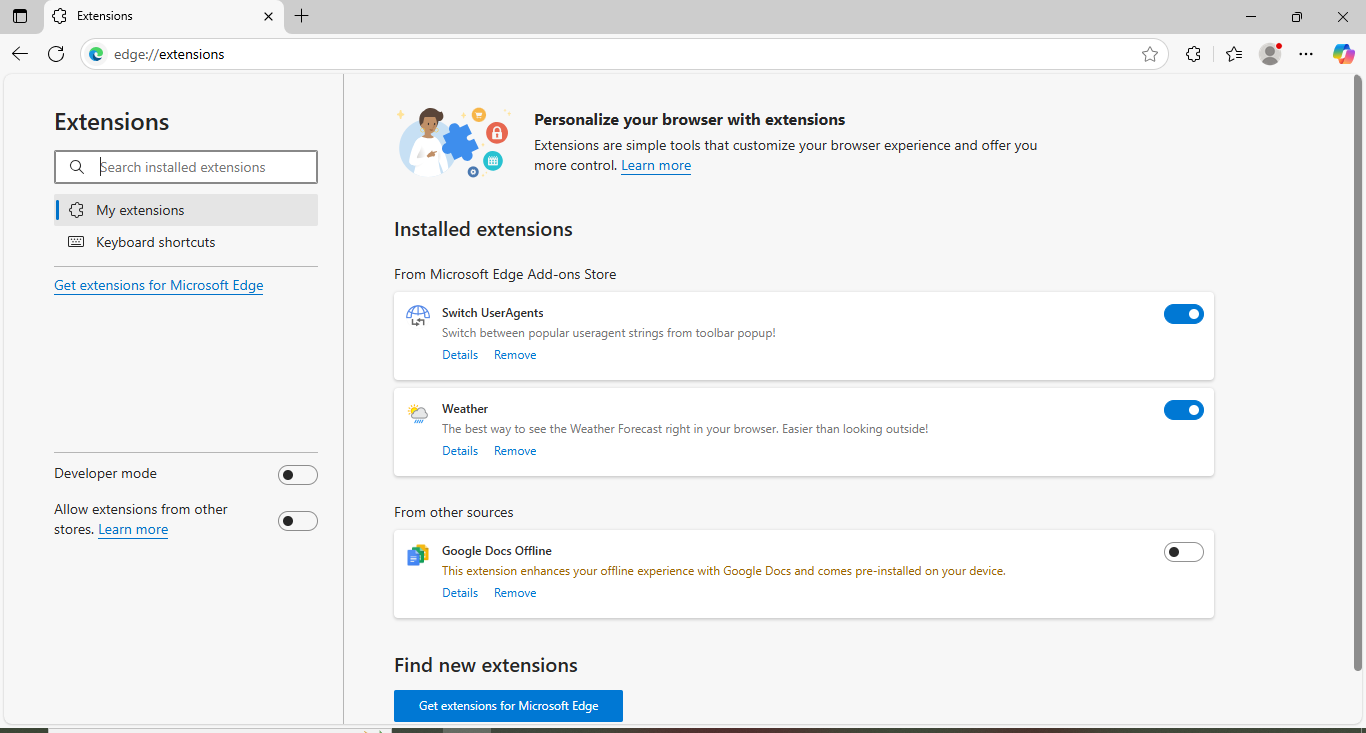 Extensions
edge://extensions
Extensions
Search installed extensions
My extensions
Keyboard shortcuts
Get extensions for Microsoft Edge
Developer mode
Allow extensions from other
stores. Learn more
Personalize your browser with extensions
Extensions are simple tools that customize your browser experience and offer you
more control. Learn more
Installed extensions
From Microsoft Edge Add-ons Store
Switch UserAgents
Switch between popular useragent strings from toolbar popup!
Details Remove
Weather
The best way to see the Weather Forecast right in your browser. Easier than looking outside!
Details Remove
From other sources
Google Docs Offline
This extension enhances your offline experience with Google Docs and comes pre-installed on your device.
Details Remove
Find new extensions
Get extensions for Microsoft Edge